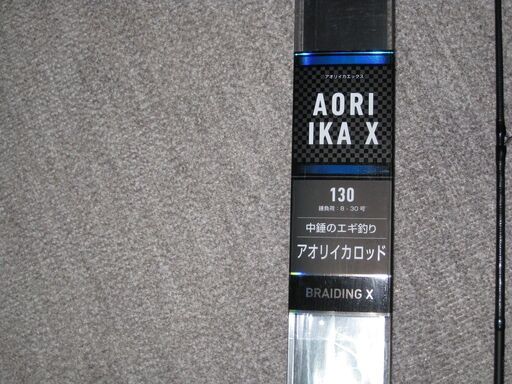 アオリイカエックス
AORI
IKA X
130
錘負荷:8-30号
中錘のエギ釣り
アオリイカロッド
BRAIDING X